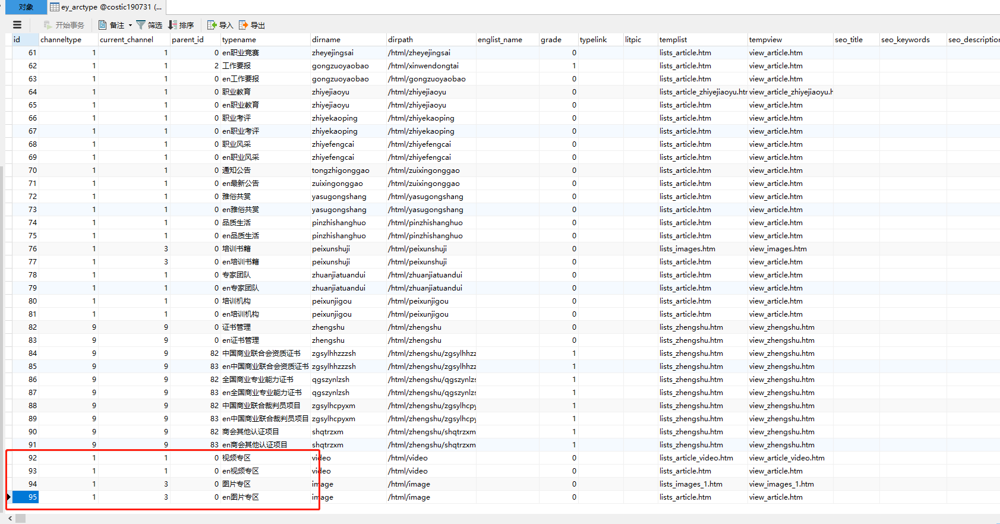 对象 ey_arctype @costic190731 (...
开始事务 备注 筛选 排序 导入 导出
id channeltype current_channel parent_id typename dirname dirpath englist_name grade typelink litpic templist tempview seo_title seo_keywords seo_description
61 1 1 0 en职业竞赛 zheyejingsai /html/zheyejingsai 0 lists_article.htm view_article.htm
62 1 1 2 工作要报 gongzuoyaobao /html/xinwendongtai 1 lists_article.htm view_article.htm
63 1 1 0 en工作要报 gongzuoyaobao /html/gongzuoyaobao 0 lists_article.htm view_article.htm
64 1 1 0 职业教育 zhiyejiaoyu /html/zhiyejiaoyu 0 lists_article_zhiyejiaoyu.htm view_article_zhiyejiaoyu.h
65 1 1 0 en职业教育 zhiyejiaoyu /html/zhiyejiaoyu 0 lists_article.htm view_article.htm
66 1 1 0 职业考评 zhiyekaoping /html/zhiyekaoping 0 lists_article.htm view_article.htm
67 1 1 0 en职业考评 zhiyekaoping /html/zhiyekaoping 0 lists_article.htm view_article.htm
68 1 1 0 职业风采 zhiyefengcai /html/zhiyefengcai 0 lists_article.htm view_article.htm
69 1 1 0 en职业风采 zhiyefengcai /html/zhiyefengcai 0 lists_article.htm view_article.htm
70 1 1 0 通知公告 tongzhigonggao /html/zuixingonggao 0 lists_article.htm view_article.htm
71 1 1 0 en最新公告 zuixingonggao /html/zuixingonggao 0 lists_article.htm view_article.htm
72 1 1 0 雅俗共赏 yasugongshang /html/yasugongshang 0 lists_article.htm view_article.htm
73 1 1 0 en雅俗共赏 yasugongshang /html/yasugongshang 0 lists_article.htm view_article.htm
74 1 1 0 品质生活 pinzhishanghuo /html/pinzhishanghuo 0 lists_article.htm view_article.htm
75 1 1 0 en品质生活 pinzhishanghuo /html/pinzhishanghuo 0 lists_article.htm view_article.htm
76 1 3 0 培训书籍 peixunshuji /html/peixunshuji 0 lists_images.htm view_images.htm
77 1 3 0 en培训书籍 peixunshuji /html/peixunshuji 0 lists_article.htm view_article.htm
78 1 1 0 专家团队 zhuanjiatuandui /html/zhuanjiatuandui 0 lists_article.htm view_article.htm
79 1 1 0 en专家团队 zhuanjiatuandui /html/zhuanjiatuandui 0 lists_article.htm view_article.htm
80 1 1 0 培训机构 peixunjigou /html/peixunjigou 0 lists_article.htm view_article.htm
81 1 1 0 en培训机构 peixunjigou /html/peixunjigou 0 lists_article.htm view_article.htm
82 9 9 0 证书管理 zhengshu /html/zhengshu 0 lists_zhengshu.htm view_zhengshu.htm
83 9 9 0 en证书管理 zhengshu /html/zhengshu 0 lists_zhengshu.htm view_zhengshu.htm
84 9 9 82 中国商业联合会资质证书 zgsylhhzzzsh /html/zhengshu/zgsylhhzz 1 lists_zhengshu.htm view_zhengshu.htm
85 9 9 83 en中国商业联合会资质证书 zgsylhhzzzsh /html/zhengshu/zgsylhhzz 1 lists_zhengshu.htm view_zhengshu.htm
86 9 9 82 全国商业专业能力证书 qgszynlzsh /html/zhengshu/qgszynlzs 1 lists_zhengshu.htm view_zhengshu.htm
87 9 9 83 en全国商业专业能力证书 qgszynlzsh /html/zhengshu/qgszynlzs 1 lists_zhengshu.htm view_zhengshu.htm
88 9 9 82 中国商业联合裁判员项目 zgsylhcpyxm /html/zhengshu/zgsylhcpy 1 lists_zhengshu.htm view_zhengshu.htm
89 9 9 83 en中国商业联合裁判员项目 zgsylhcpyxm /html/zhengshu/zgsylhcpy 1 lists_zhengshu.htm view_zhengshu.htm
90 9 9 82 商会其他认证项目 shqtrzxm /html/zhengshu/shqtrzxm 1 lists_zhengshu.htm view_zhengshu.htm
91 9 9 83 en商会其他认证项目 shqtrzxm /html/zhengshu/shqtrzxm 1 lists_zhengshu.htm view_zhengshu.htm
92 1 1 0 视频专区 video /html/video 0 lists_article_video.htm view_article_video.htm
93 1 1 0 en视频专区 video /html/video 0 lists_article.htm view_article.htm
94 1 3 0 图片专区 image /html/image 0 lists_images_1.htm view_images_1.htm
95 1 3 0 en图片专区 image /html/image 0 lists_article.htm view_article.htm